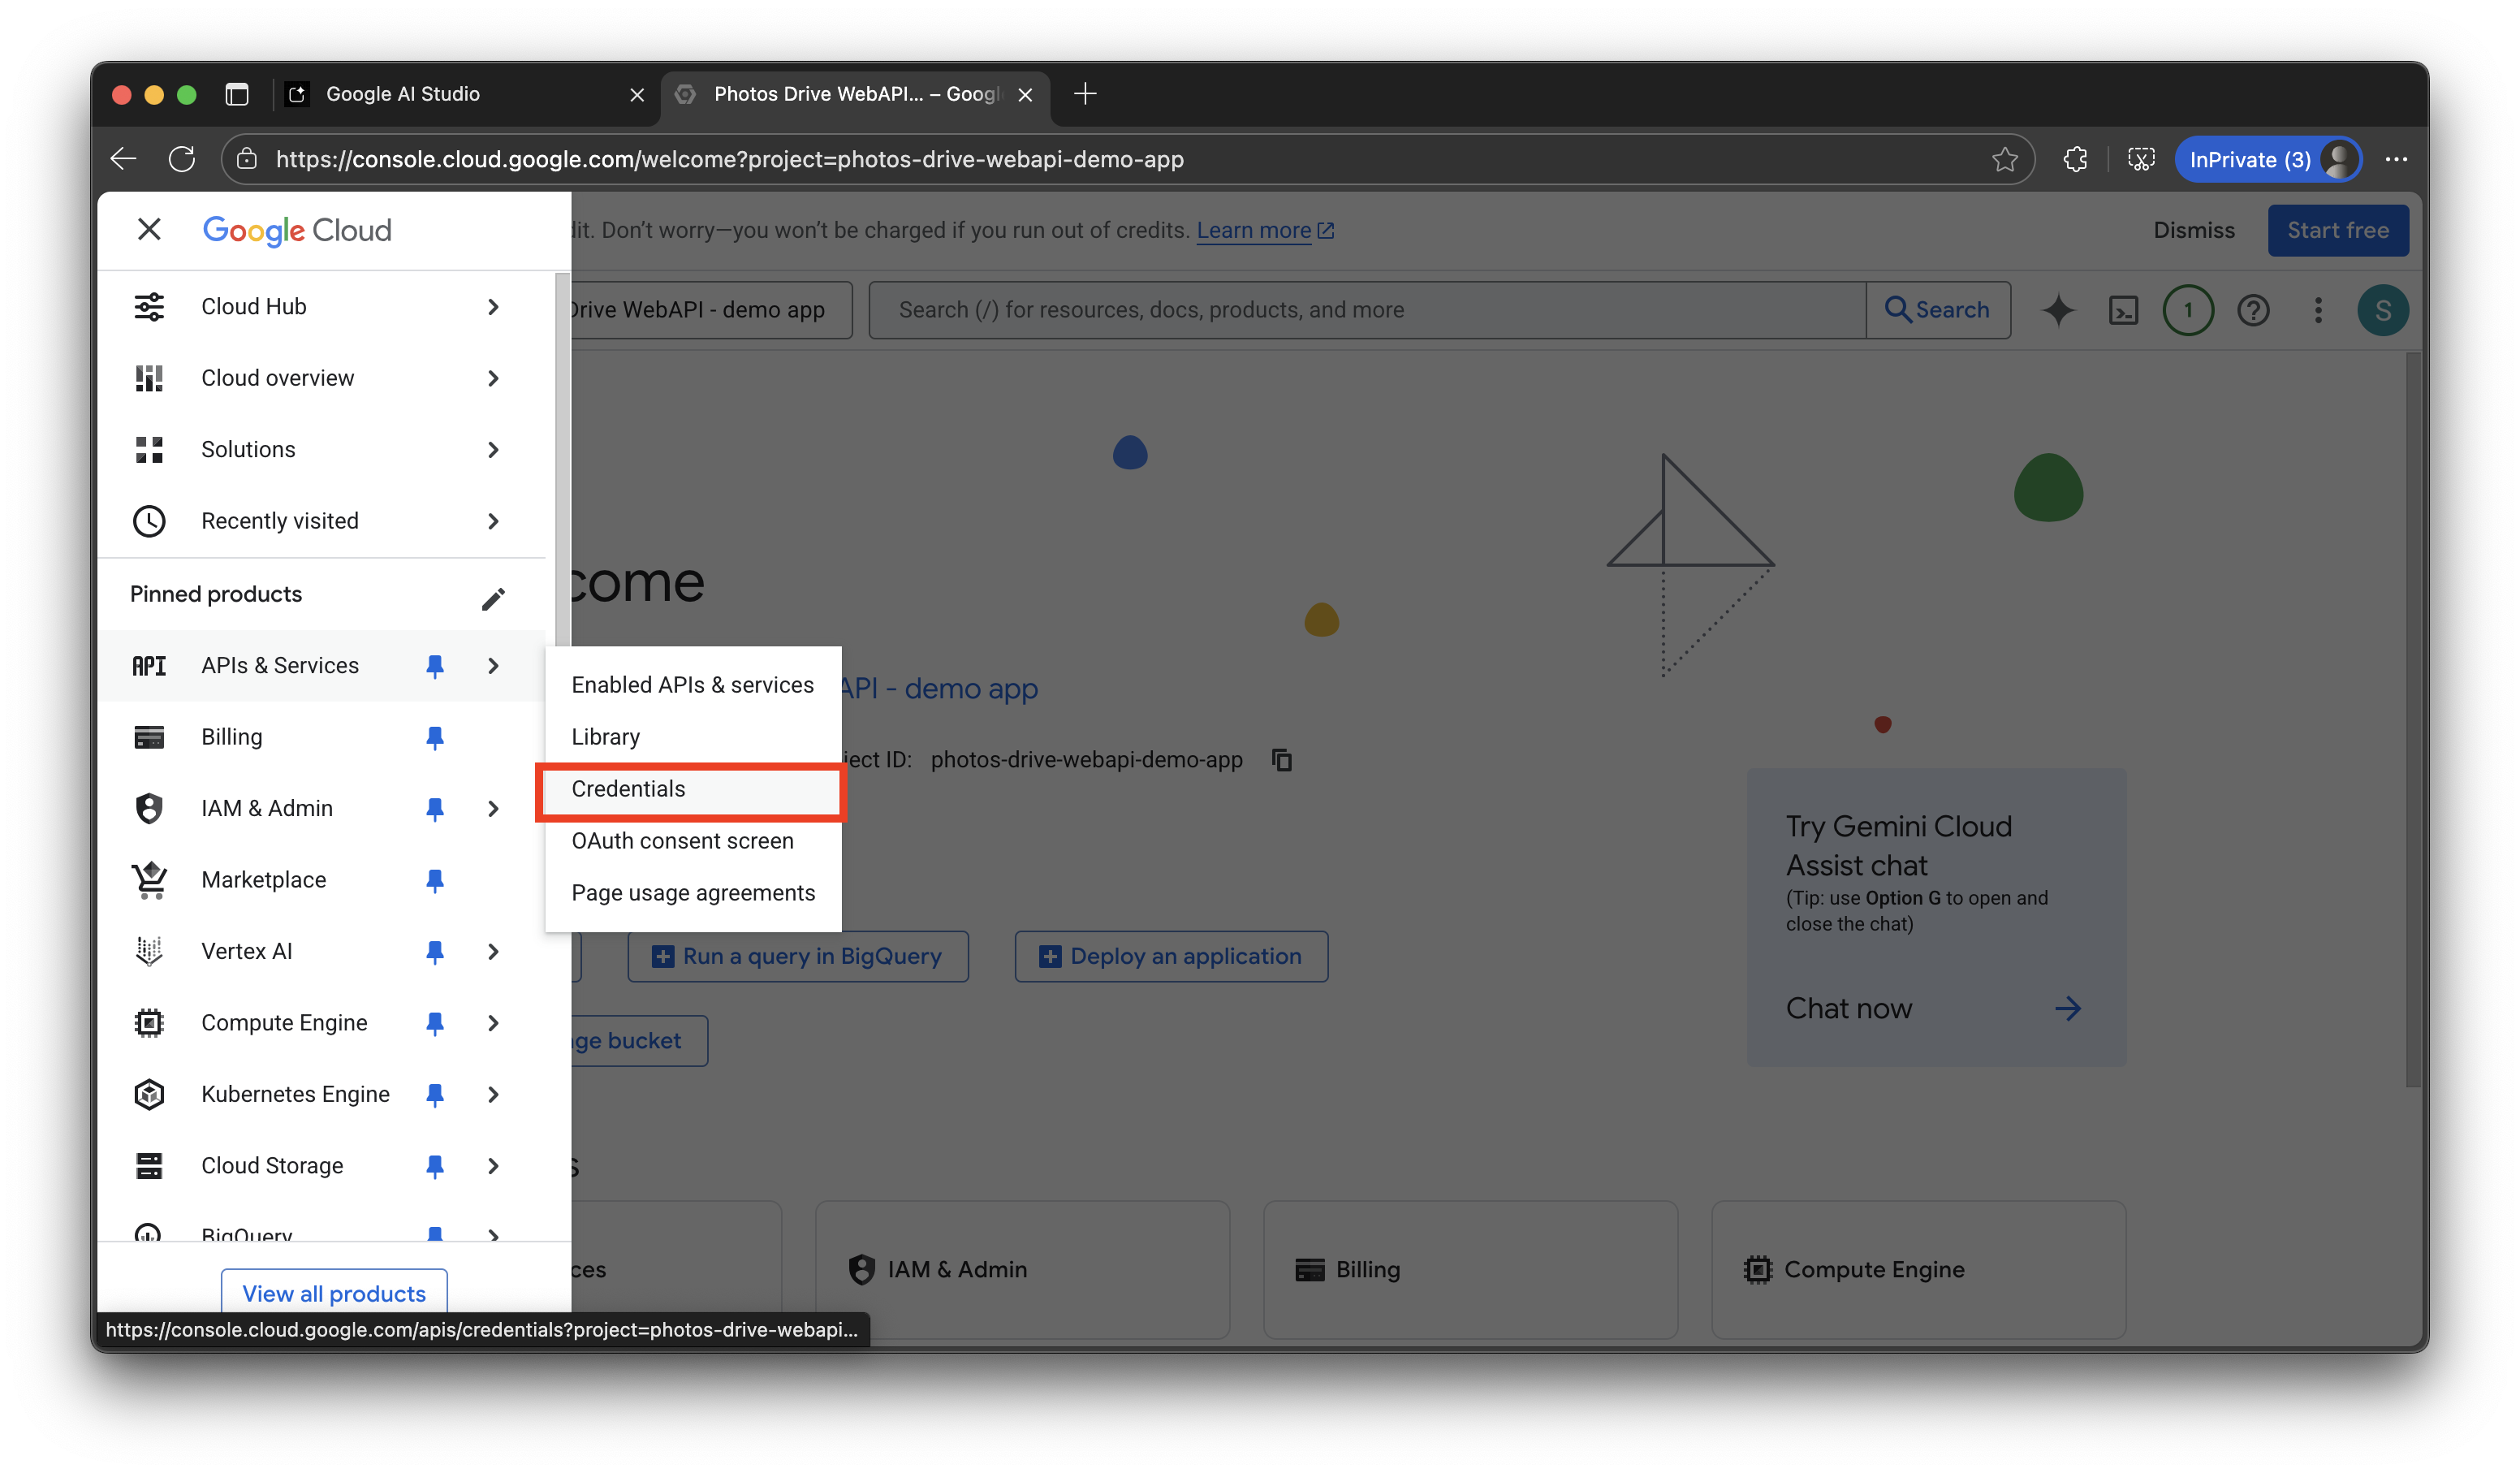 Google AI Studio
Photos Drive WebAPI... – Googl
https://console.cloud.google.com/welcome?project=photos-drive-webapi-demo-app
InPrivate (3)
Google Cloud
dit. Don't worry—you won't be charged if you run out of credits. Learn more
Dismiss
Start free
Drive WebAPI - demo app
Search (/) for resources, docs, products, and more
Search
1
S
Cloud Hub
Cloud overview
Solutions
Recently visited
Pinned products
API APIs & Services
Billing
IAM & Admin
Marketplace
Vertex AI
Compute Engine
Kubernetes Engine
Cloud Storage
BigQuery
View all products
Enabled APIs & services
Library
Credentials
OAuth consent screen
Page usage agreements
come
API - demo app
ject ID: photos-drive-webapi-demo-app
Run a query in BigQuery
Deploy an application
age bucket
Try Gemini Cloud
Assist chat
(Tip: use Option G to open and
close the chat)
Chat now
s
ces
IAM & Admin
Billing
Compute Engine
https://console.cloud.google.com/apis/credentials?project=photos-drive-webapi...